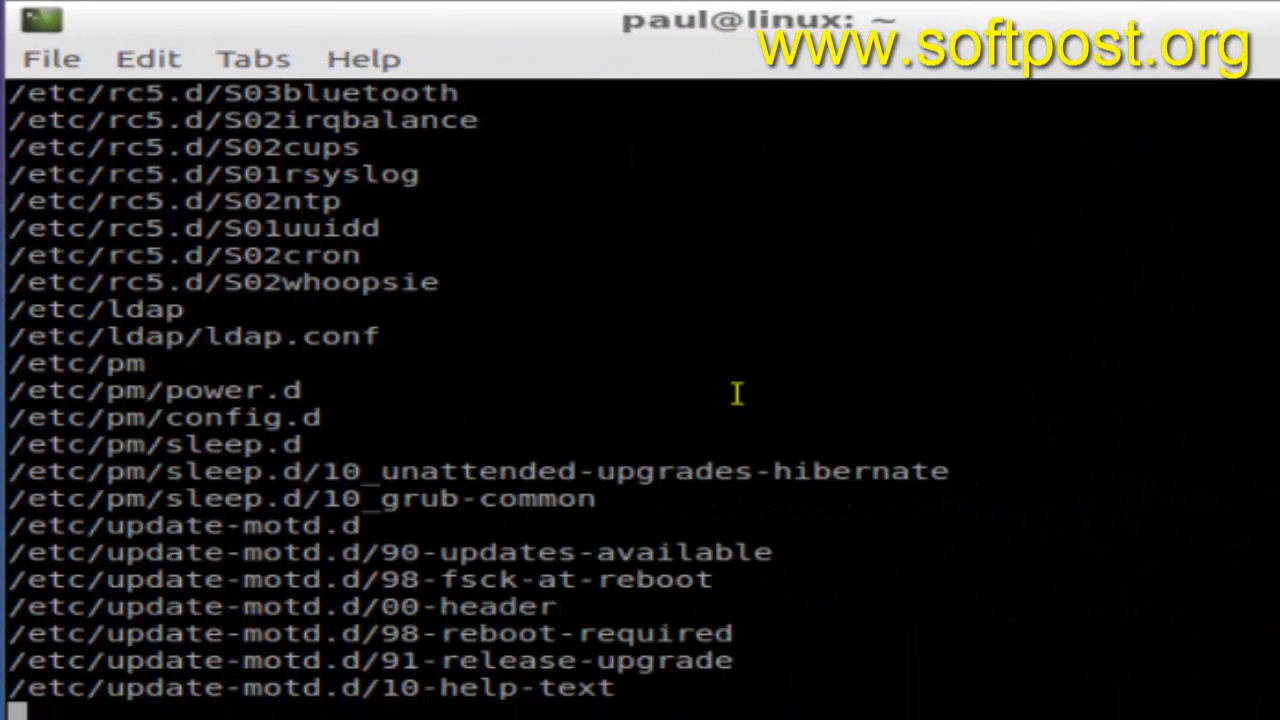 paul@linux: ~
www.softpost.org
File Edit Tabs Help
/etc/rc5.d/S03bluetooth
/etc/rc5.d/S02irqbalance
/etc/rc5.d/S02cups
/etc/rc5.d/S01rsyslog
/etc/rc5.d/S02ntp
/etc/rc5.d/S01uuidd
/etc/rc5.d/S02cron
/etc/rc5.d/S02whoopsie
/etc/ldap
/etc/ldap/ldap.conf
/etc/pm
/etc/pm/power.d
/etc/pm/config.d
/etc/pm/sleep.d
/etc/pm/sleep.d/10_unattended-upgrades-hibernate
/etc/pm/sleep.d/10_grub-common
/etc/update-motd.d
/etc/update-motd.d/90-updates-available
/etc/update-motd.d/98-fsck-at-reboot
/etc/update-motd.d/00-header
/etc/update-motd.d/98-reboot-required
/etc/update-motd.d/91-release-upgrade
/etc/update-motd.d/10-help-text